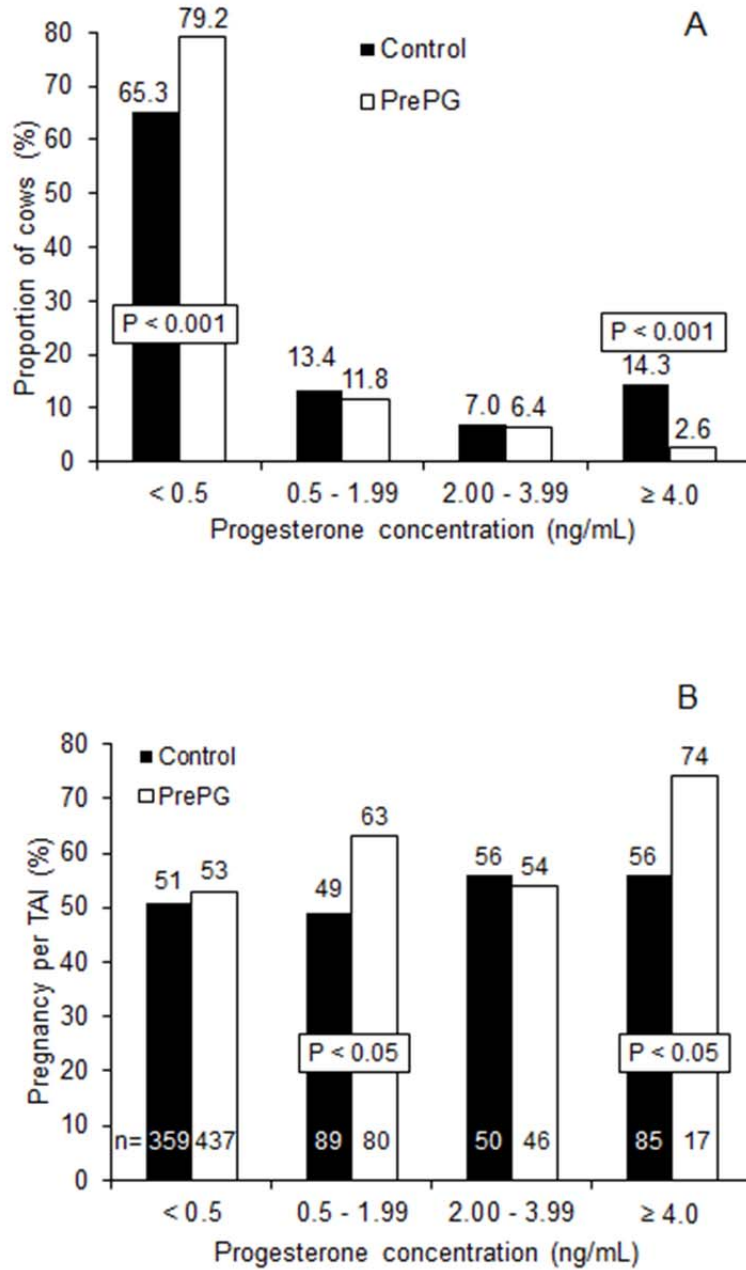 A
Control
PrePG
Proportion of cows (%)
80
70
60
50
40
30
20
10
0
65.3
79.2
P < 0.001
13.4
11.8
7.0
6.4
P < 0.001
14.3
2.6
< 0.5
0.5 - 1.99
2.00 - 3.99
≥ 4.0
Progesterone concentration (ng/mL)
B
Control
PrePG
Pregnancy per TAI (%)
80
70
60
50
40
30
20
10
0
51
53
49
63
56
54
56
74
P < 0.05
P < 0.05
n= 359 437
89 80
50 46
85 17
< 0.5
0.5 - 1.99
2.00 - 3.99
≥ 4.0
Progesterone concentration (ng/mL)